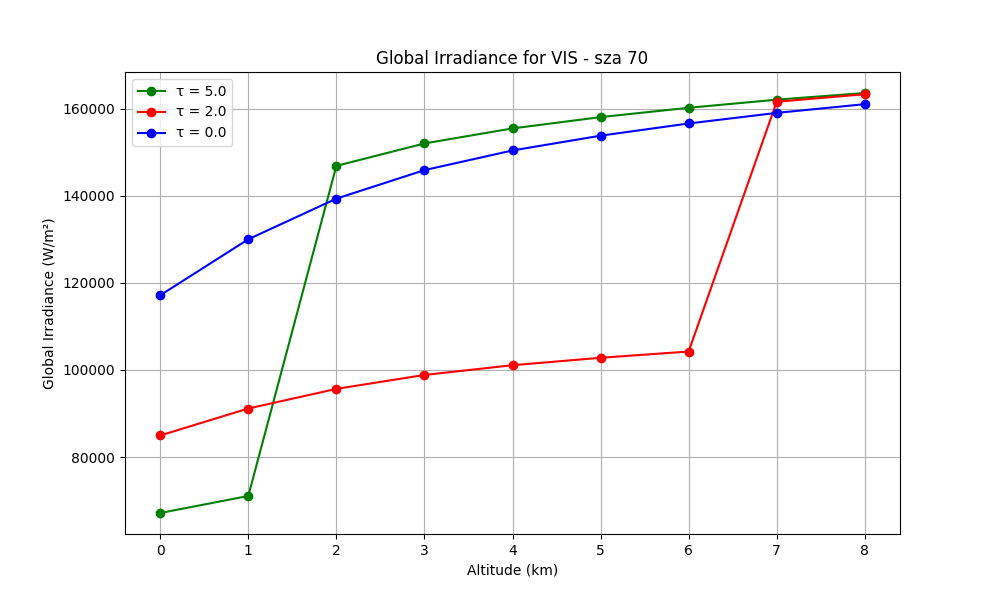 Global Irradiance for VIS - sza 70
τ = 5.0
τ = 2.0
τ = 0.0
Global Irradiance (W/m²)
160000
140000
120000
100000
80000
0 1 2 3 4 5 6 7 8
Altitude (km)